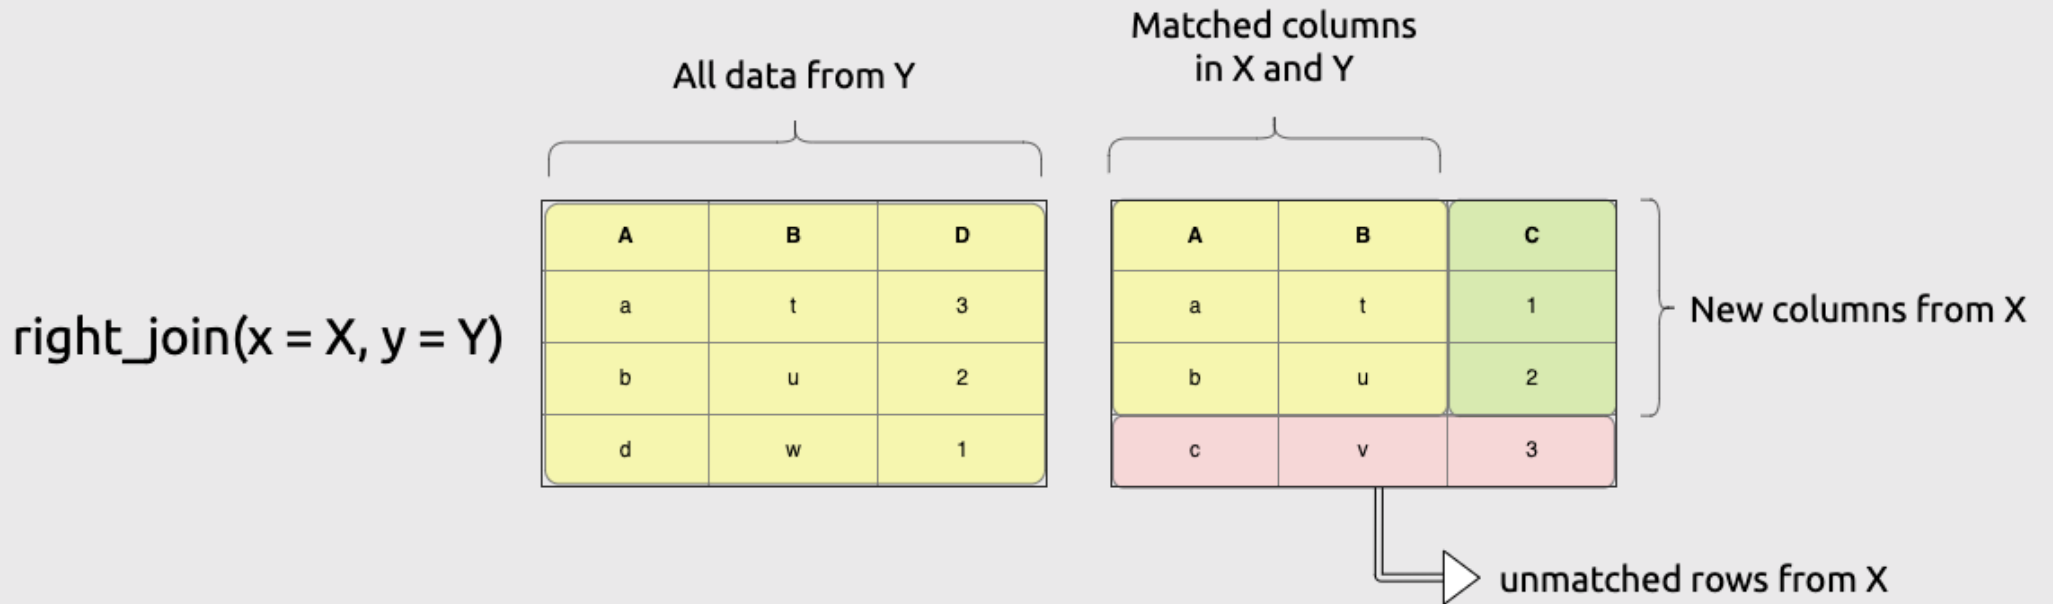 Matched columns
in X and Y
All data from Y
right_join(x = X, y = Y)
A B D
a t 3
b u 2
d w 1
A B C
a t 1
b u 2
c v 3
New columns from X
unmatched rows from X